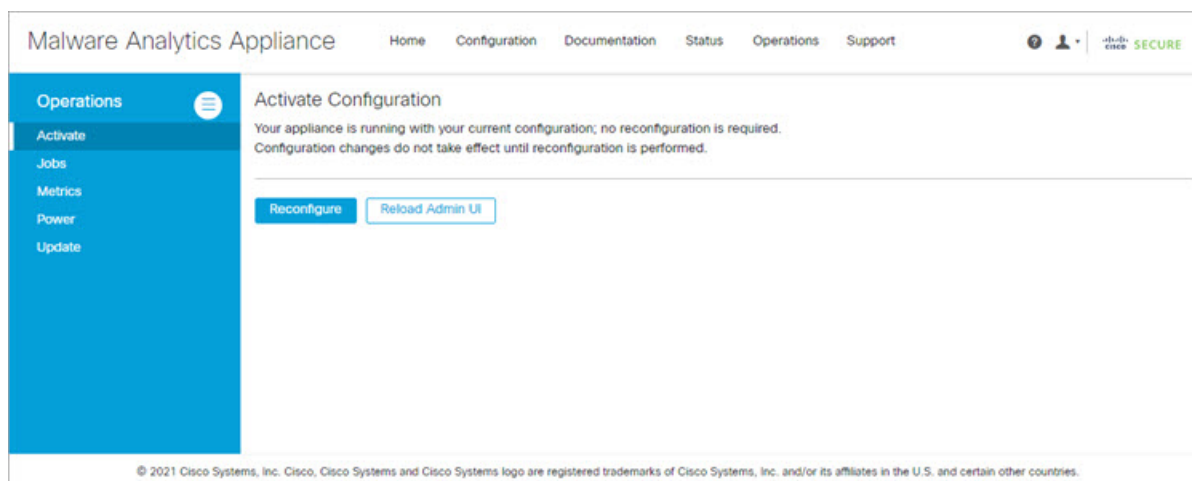 Malware Analytics Appliance Home Configuration Documentation Status Operations Support CISCO SECURE
Operations
Activate
Jobs
Metrics
Power
Update
Activate Configuration
Your appliance is running with your current configuration; no reconfiguration is required.
Configuration changes do not take effect until reconfiguration is performed.
Reconfigure Reload Admin UI
© 2021 Cisco Systems, Inc. Cisco, Cisco Systems and Cisco Systems logo are registered trademarks of Cisco Systems, Inc. and/or its affiliates in the U.S. and certain other countries.